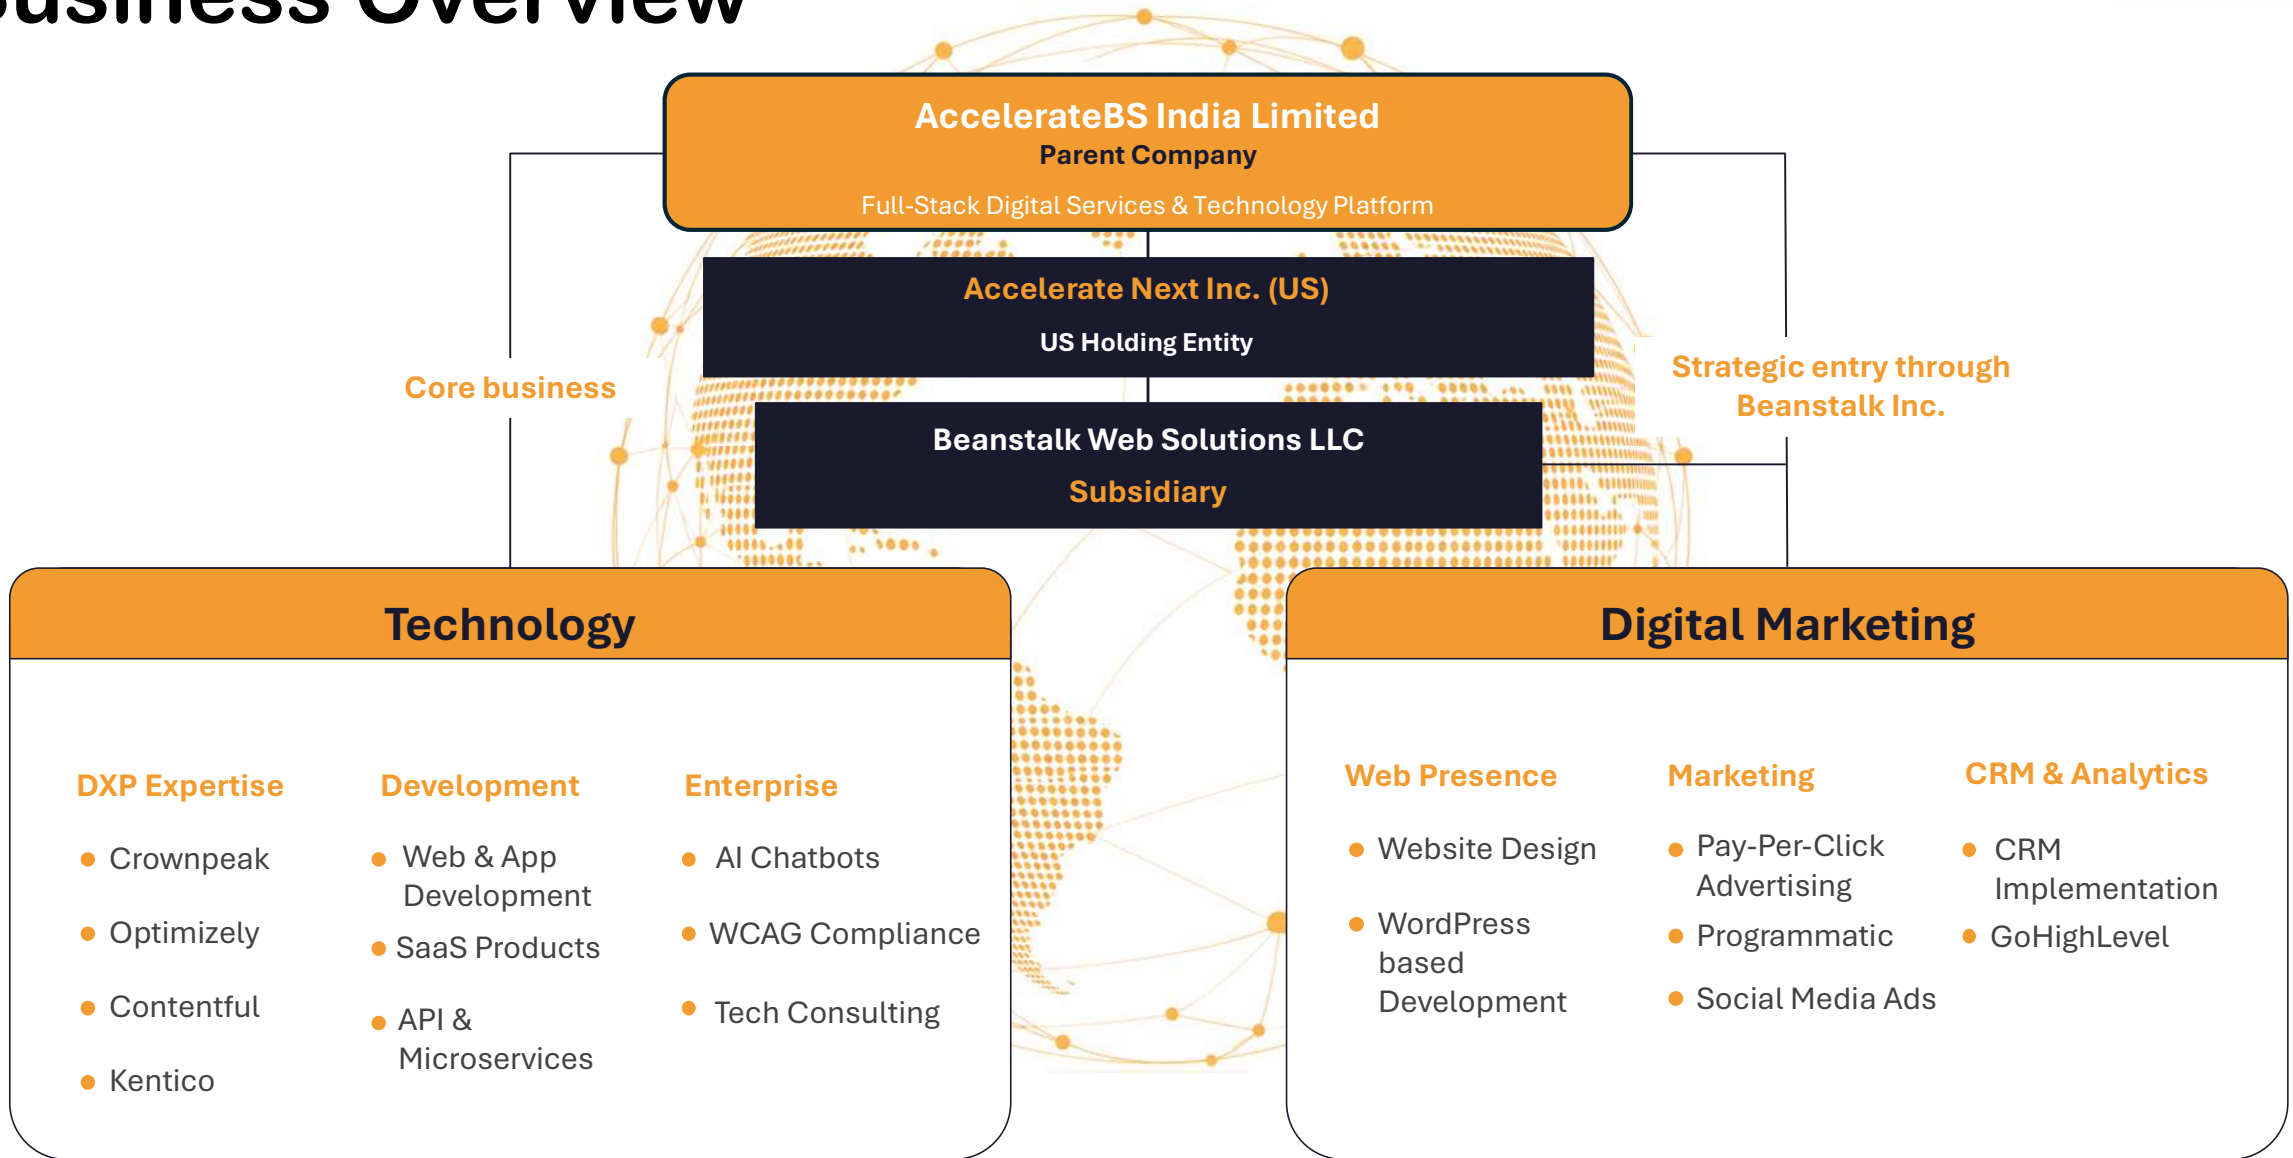 Business Overview
AccelerateBS India Limited
Parent Company
Full-Stack Digital Services & Technology Platform
Accelerate Next Inc. (US)
US Holding Entity
Core business
Strategic entry through
Beanstalk Inc.
Beanstalk Web Solutions LLC
Subsidiary
Technology
DXP Expertise
Crownpeak
Optimizely
Contentful
Kentico
Development
Web & App
Development
SaaS Products
API &
Microservices
Enterprise
AI Chatbots
WCAG Compliance
Tech Consulting
Digital Marketing
Web Presence
Website Design
WordPress
based
Development
Marketing
Pay-Per-Click
Advertising
Programmatic
Social Media Ads
CRM & Analytics
CRM
Implementation
GoHighLevel